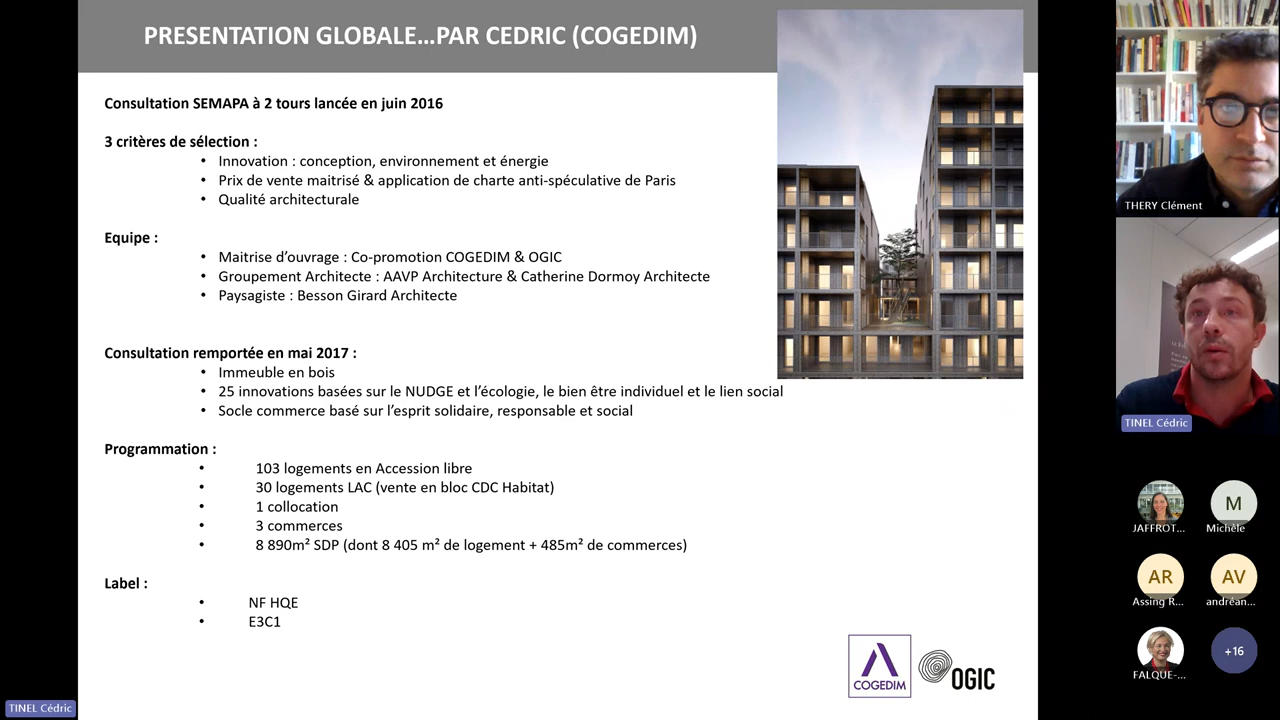 PRESENTATION GLOBALE...PAR CEDRIC (COGEDIM)
Consultation SEMAPA à 2 tours lancée en juin 2016
3 critères de sélection :
• Innovation : conception, environnement et énergie
• Prix de vente maitrisé & application de charte anti-spéculative de Paris
• Qualité architecturale
Equipe :
• Maitrise d'ouvrage : Co-promotion COGEDIM & OGIC
• Groupement Architecte : AAVP Architecture & Catherine Dormoy Architecte
• Paysagiste : Besson Girard Architecte
Consultation remportée en mai 2017 :
• Immeuble en bois
• 25 innovations basées sur le NUDGE et l'écologie, le bien être individuel et le lien social
• Socle commerce basé sur l'esprit solidaire, responsable et social
Programmation :
• 103 logements en Accession libre
• 30 logements LAC (vente en bloc CDC Habitat)
• 1 collocation
• 3 commerces
• 8 890m² SDP (dont 8 405 m² de logement + 485m² de commerces)
Label :
• NF HQE
• E3C1
COGEDIM
OGIC
TINEL Cédric
THERY Clément
TINEL Cédric
JAFFROT...
M
Michèle
AR
Assing R...
AV
andréan...
FALQUE-...
+16